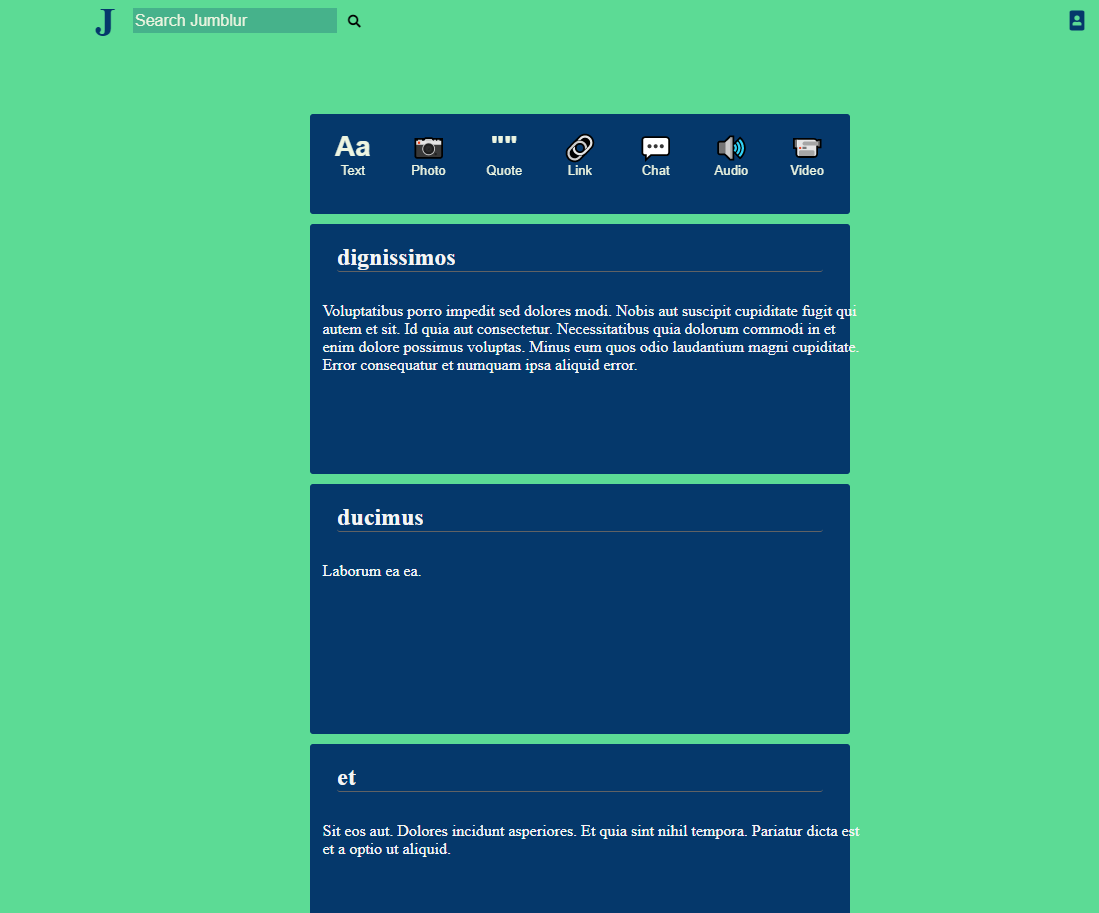 J Search Jumblur
Aa "" 
Text Photo Quote Link Chat Audio Video
dignissimos
Voluptatibus porro impedit sed dolores modi. Nobis aut suscipit cupiditate fugit qui
autem et sit. Id quia aut consectetur. Necessitatibus quia dolorum commodi in et
enim dolore possimus voluptas. Minus eum quos odio laudantium magni cupiditate.
Error consequatur et numquam ipsa aliquid error.
ducimus
Laborum ea ea.
et
Sit eos aut. Dolores incidunt asperiores. Et quia sint nihil tempora. Pariatur dicta est
et a optio ut aliquid.